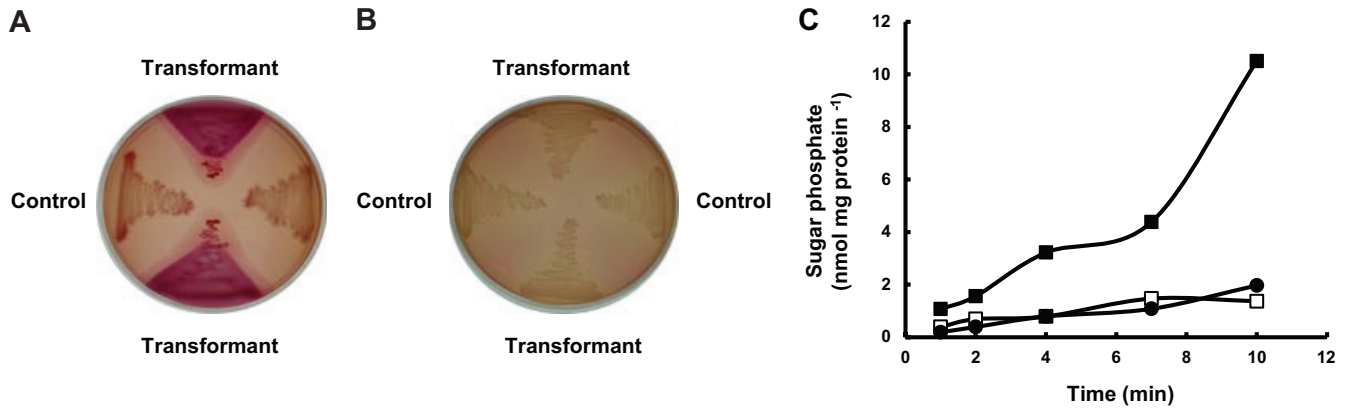 A
Transformant
Control
Transformant
B
Transformant
Control
Control
Transformant
C
Sugar phosphate
(nmol mg protein -1)
12
10
8
6
4
2
0
0 2 4 6 8 10 12
Time (min)